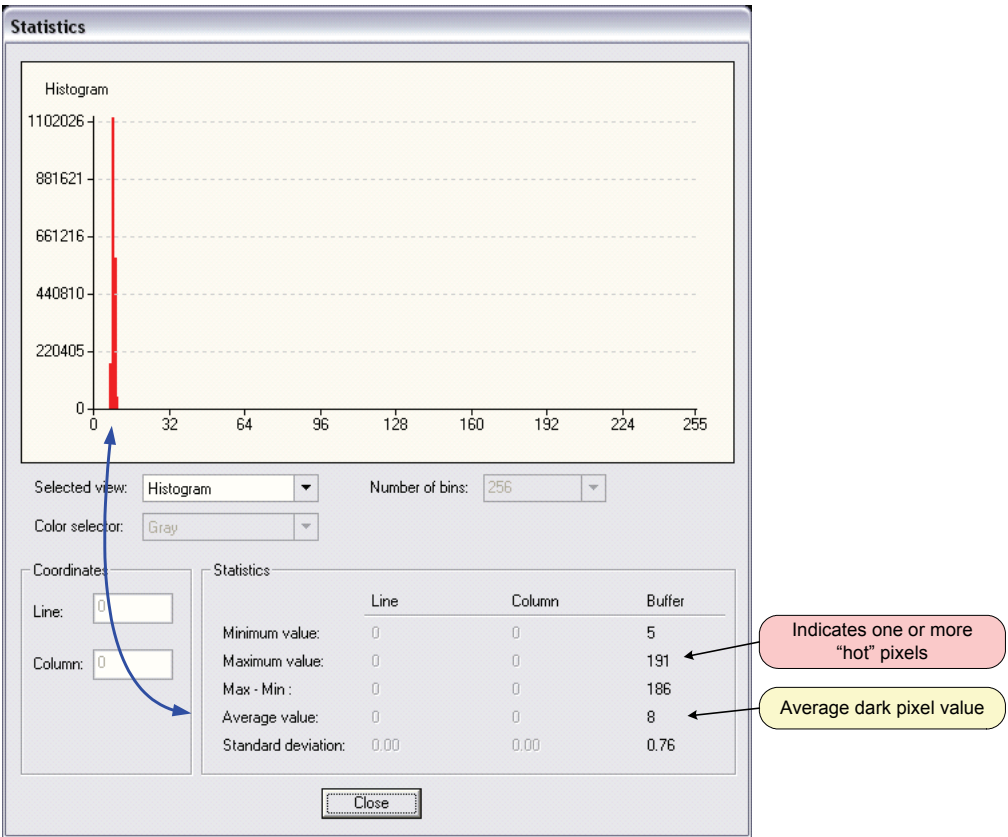 Statistics
Histogram
1102026
881621
661216
440810
220405
0
0 32 64 96 128 160 192 224 255
Selected view: Histogram Number of bins: 256
Color selector: Gray
Coordinates
Line: 0
Column: 0
Statistics
Line Column Buffer
Minimum value: 0 0 5
Maximum value: 0 0 191
Max - Min : 0 0 186
Average value: 0 0 8
Standard deviation: 0.00 0.00 0.76
Indicates one or more
“hot” pixels
Average dark pixel value
Close